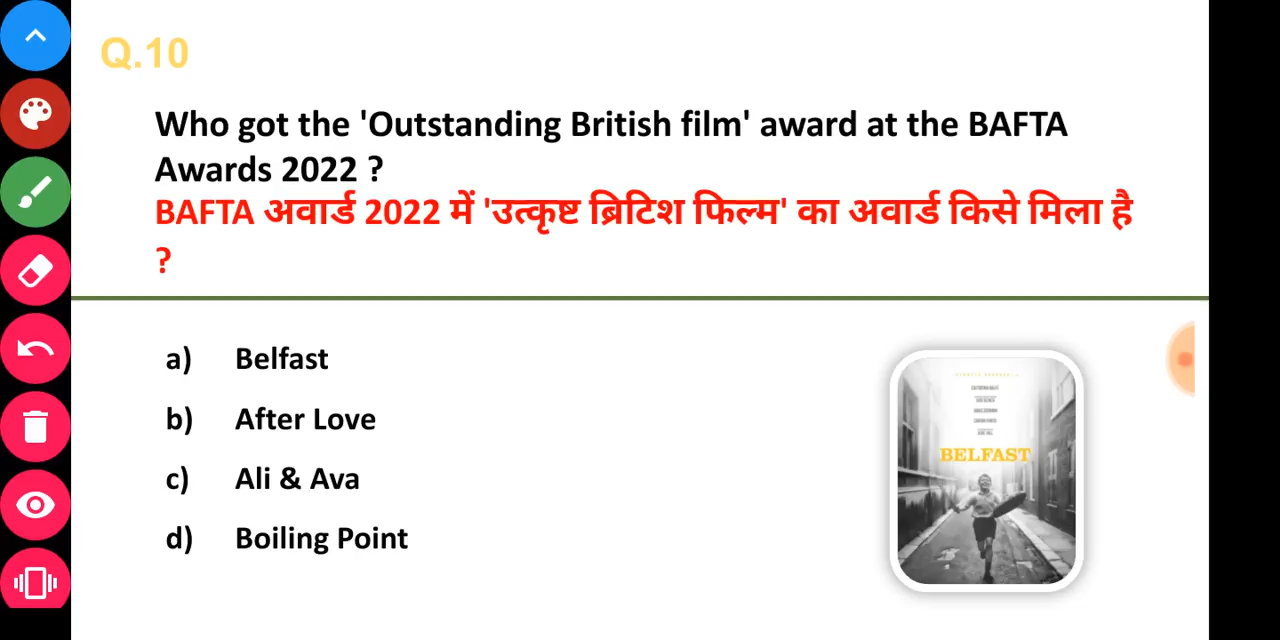 Q.10
Who got the 'Outstanding British film' award at the BAFTA
Awards 2022 ?
BAFTA अवार्ड 2022 में 'उत्कृष्ट ब्रिटिश फिल्म' का अवार्ड किसे मिला है
?
a) Belfast
b) After Love
c) Ali & Ava
d) Boiling Point
BELFAST